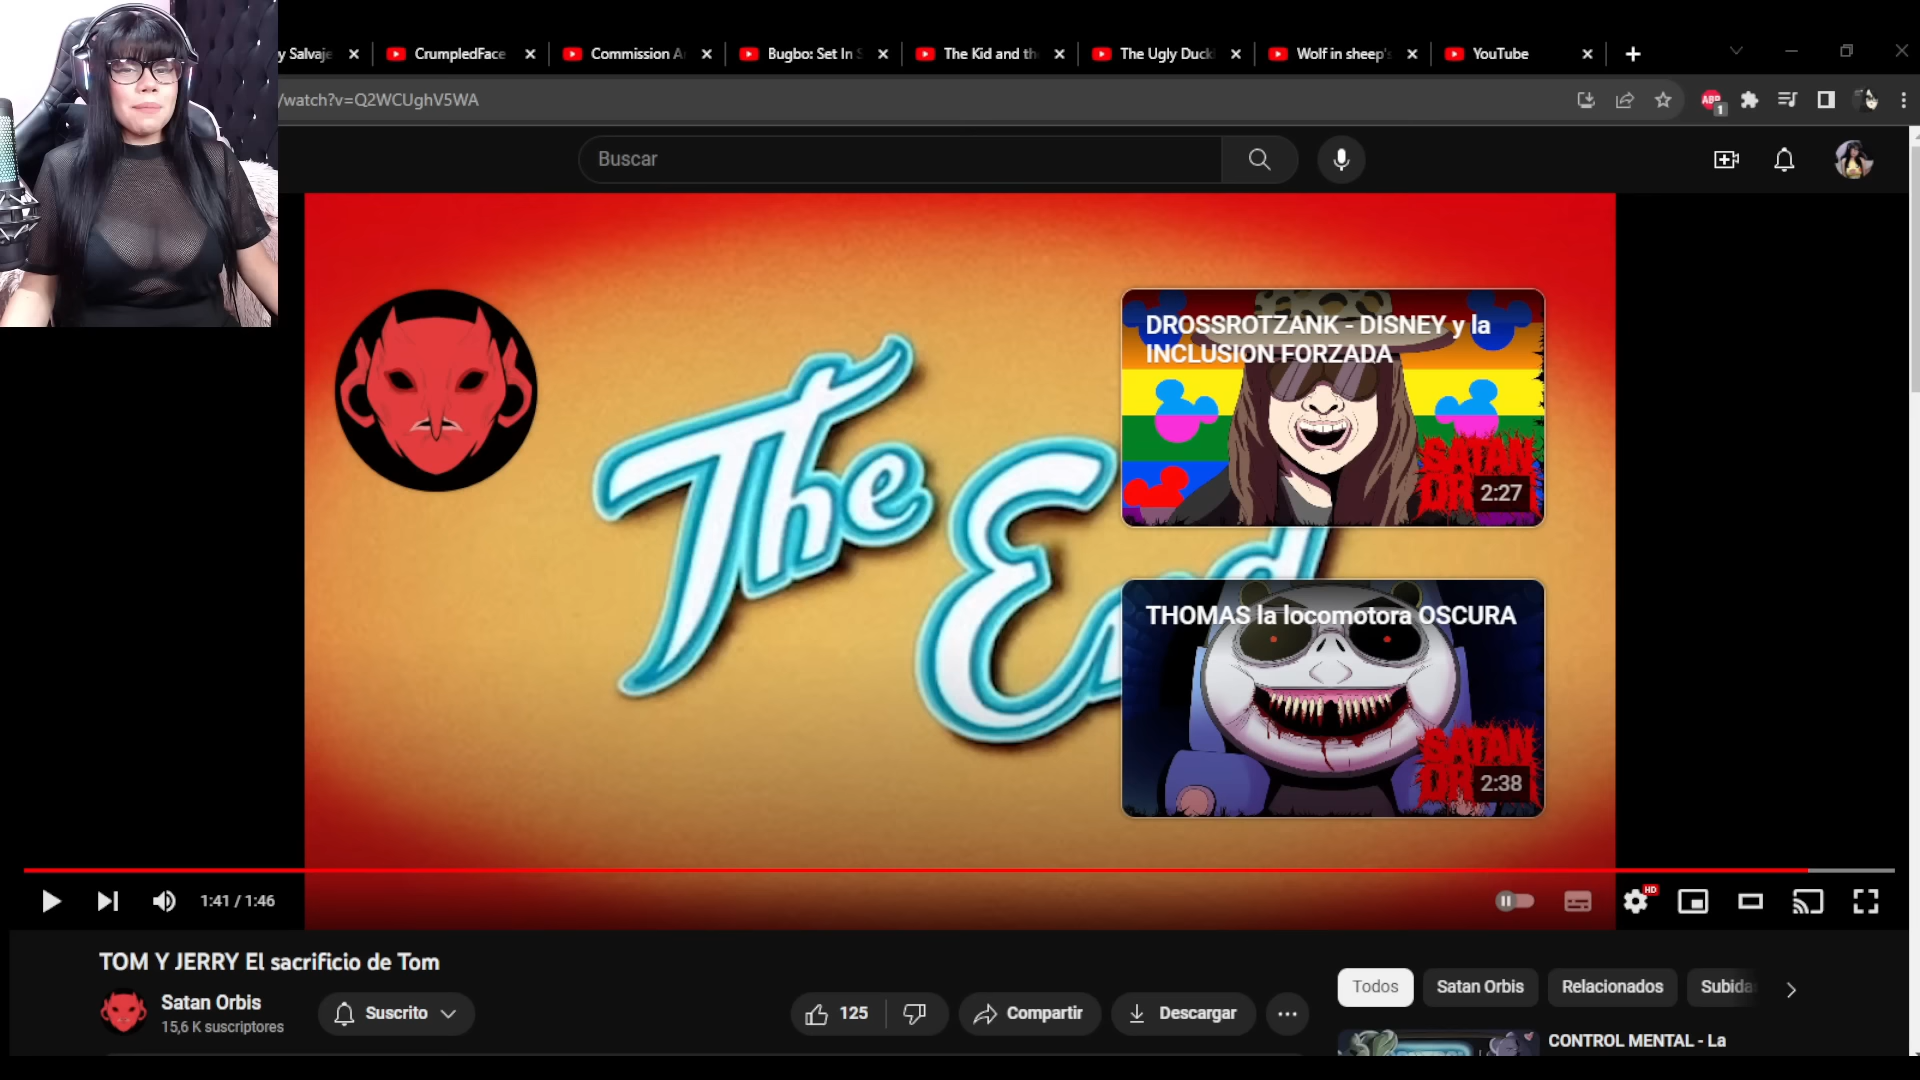 y Salvaje
CrumpledFace
Commission A
Bugbo: Set In S
The Kid and th
The Ugly Duck
Wolf in sheep's
YouTube
/watch?v=Q2WCUghV5WA
ABP
1
Buscar
The End
DROSSROTZANK - DISNEY y la
INCLUSION FORZADA
SATAN
2:27
THOMAS la locomotora OSCURA
SATAN
2:38
1:41 / 1:46
HD
TOM Y JERRY El sacrificio de Tom
Satan Orbis
15,6 K suscriptores
Suscrito
125
Compartir
Descargar
Todos
Satan Orbis
Relacionados
Subida
CONTROL MENTAL - La